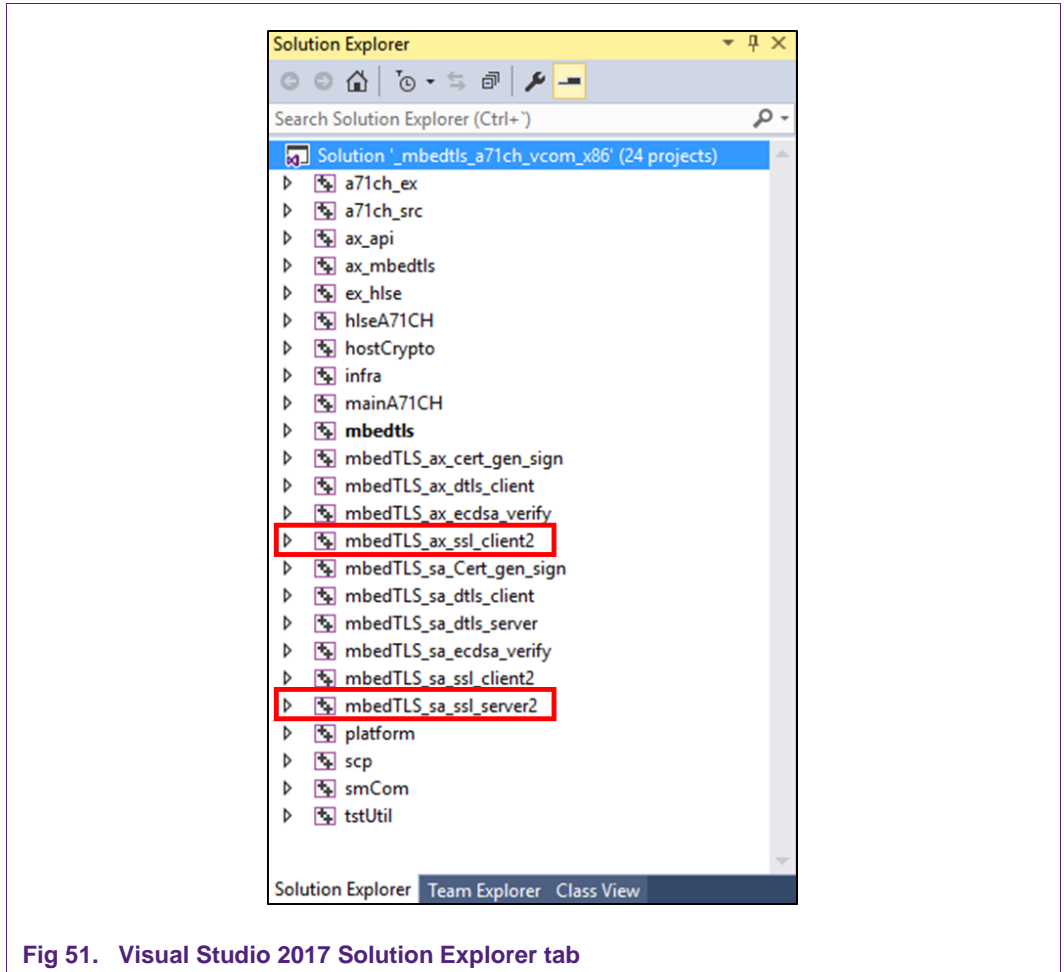 Solution Explorer
Search Solution Explorer (Ctrl+`)
Solution '_mbedtls_a71ch_vcom_x86' (24 projects)
a71ch_ex
a71ch_src
ax_api
ax_mbedtls
ex_hlse
hlseA71CH
hostCrypto
infra
mainA71CH
mbedtls
mbedTLS_ax_cert_gen_sign
mbedTLS_ax_dtls_client
mbedTLS_ax_ecdsa_verify
mbedTLS_ax_ssl_client2
mbedTLS_sa_Cert_gen_sign
mbedTLS_sa_dtls_client
mbedTLS_sa_dtls_server
mbedTLS_sa_ecdsa_verify
mbedTLS_sa_ssl_client2
mbedTLS_sa_ssl_server2
platform
scp
smCom
tstUtil
Solution Explorer Team Explorer Class View
Fig 51. Visual Studio 2017 Solution Explorer tab